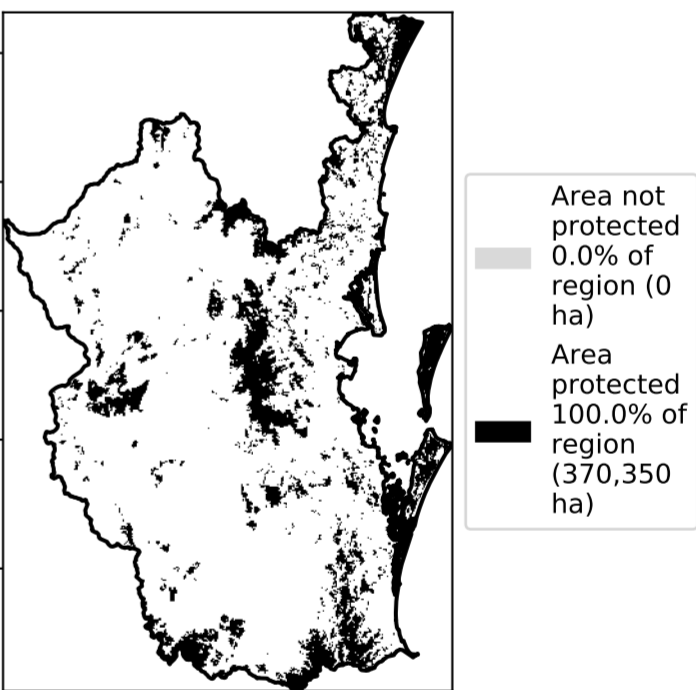 Area not
protected
0.0% of
region (0
ha)
Area
protected
100.0% of
region
(370,350
ha)